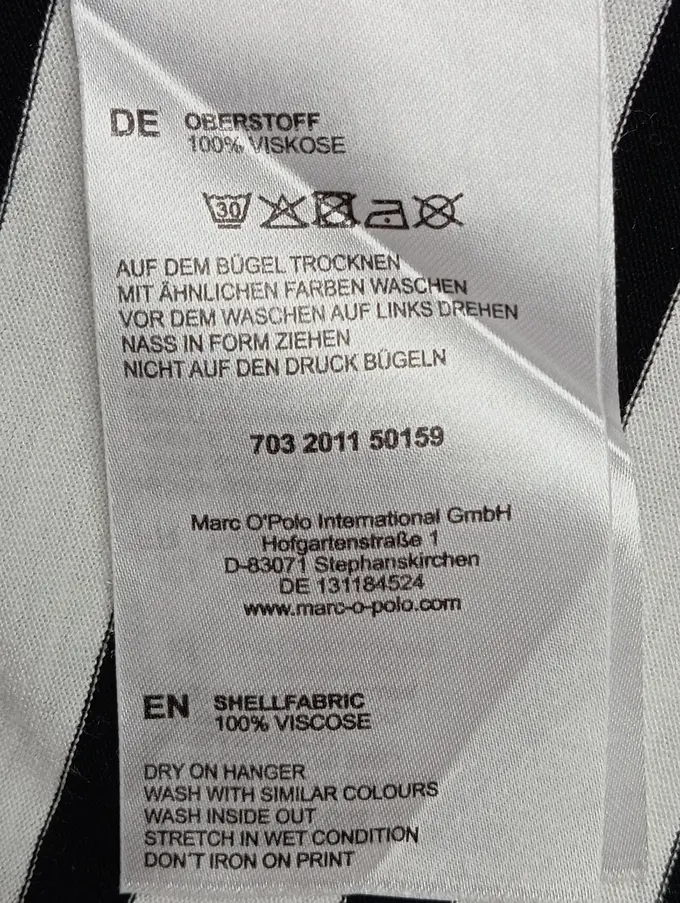 DE OBERSTOFF
100% VISKOSE
30
AUF DEM BÜGEL TROCKNEN
MIT ÄHNLICHEN FARBEN WASCHEN
VOR DEM WASCHEN AUF LINKS DREHEN
NASS IN FORM ZIEHEN
NICHT AUF DEN DRUCK BÜGELN
703 2011 50159
Marc O'Polo International GmbH
Hofgartenstraße 1
D-83071 Stephanskirchen
DE 131184524
www.marc-o-polo.com
EN SHELLFABRIC
100% VISCOSE
DRY ON HANGER
WASH WITH SIMILAR COLOURS
WASH INSIDE OUT
STRETCH IN WET CONDITION
DON'T IRON ON PRINT